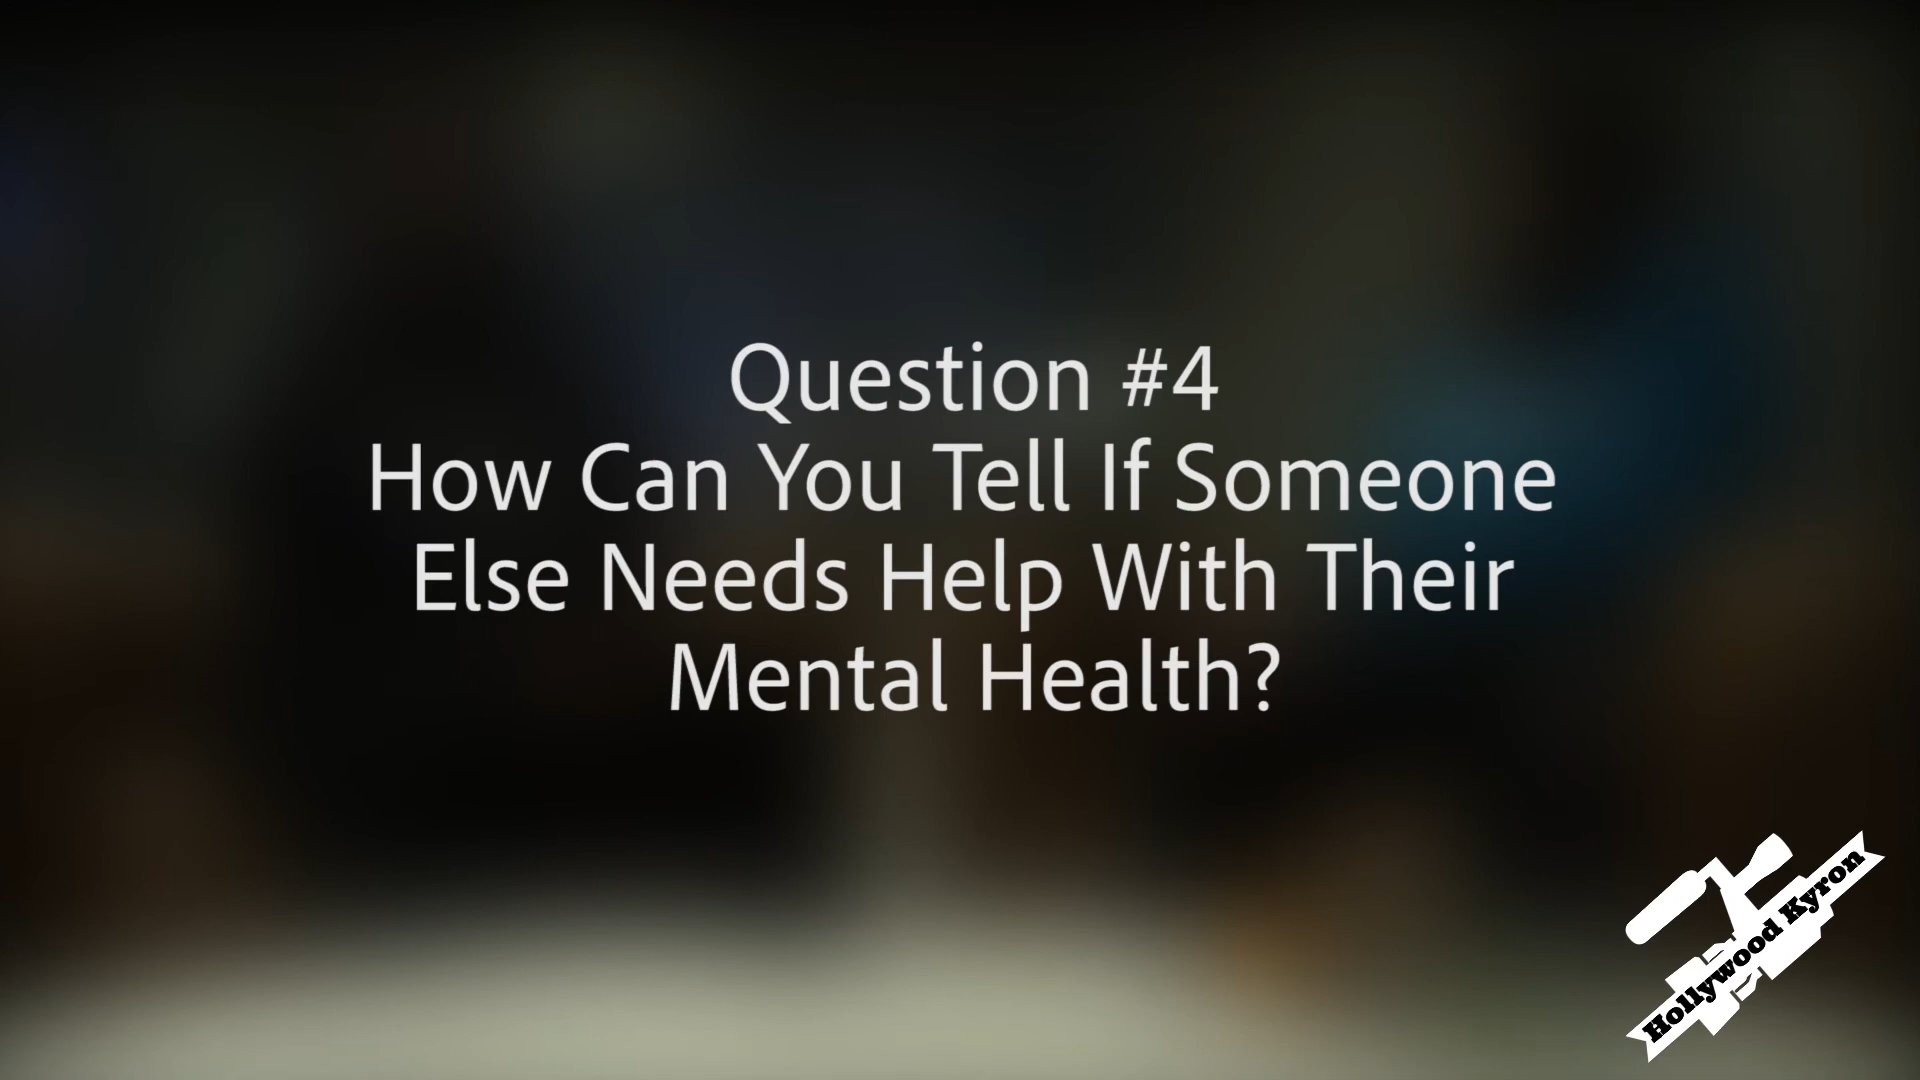 Question #4
How Can You Tell If Someone
Else Needs Help With Their
Mental Health?
Hollywood Kyron